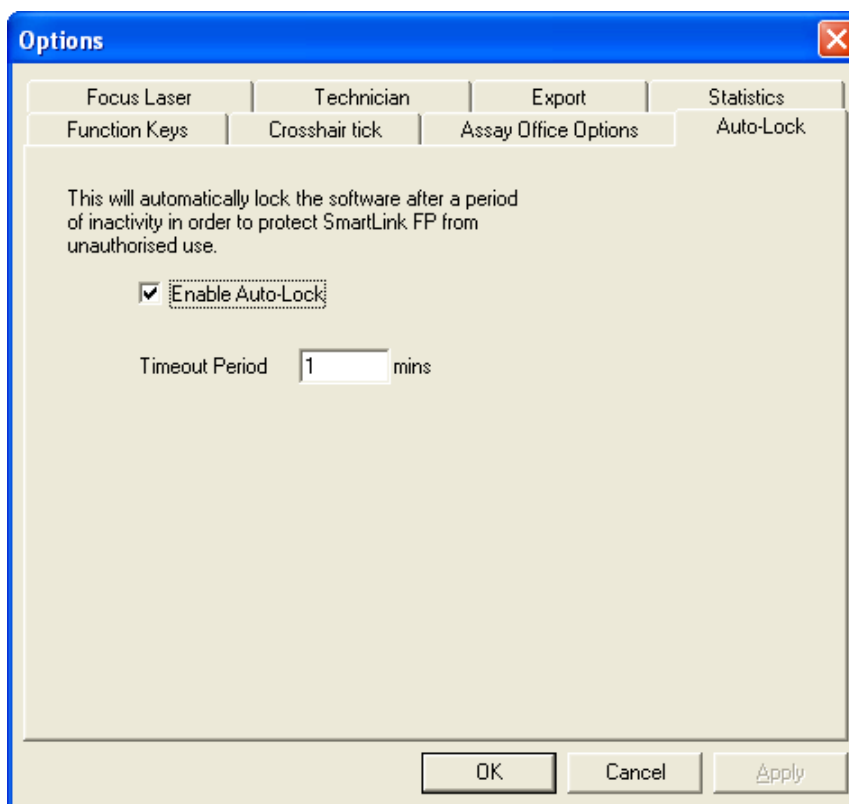 Options
Focus Laser Technician Export Statistics
Function Keys Crosshair tick Assay Office Options Auto-Lock
This will automatically lock the software after a period
of inactivity in order to protect SmartLink FP from
unauthorised use.
Enable Auto-Lock
Timeout Period 1 mins
OK Cancel Apply